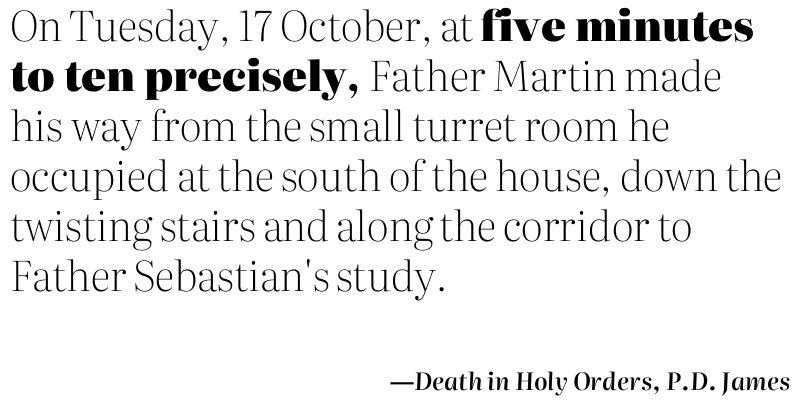 On Tuesday, 17 October, at five minutes
to ten precisely, Father Martin made
his way from the small turret room he
occupied at the south of the house, down the
twisting stairs and along the corridor to
Father Sebastian's study.
—Death in Holy Orders, P.D. James